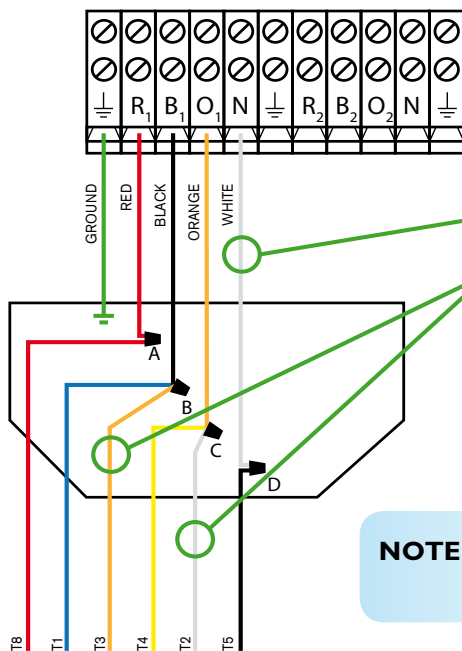 R1 B1 O1 N R2 B2 O2 N
GROUND
RED
BLACK
ORANGE
WHITE
A
B
C
D
NOTE
T8 T1 T3 T4 T2 T5